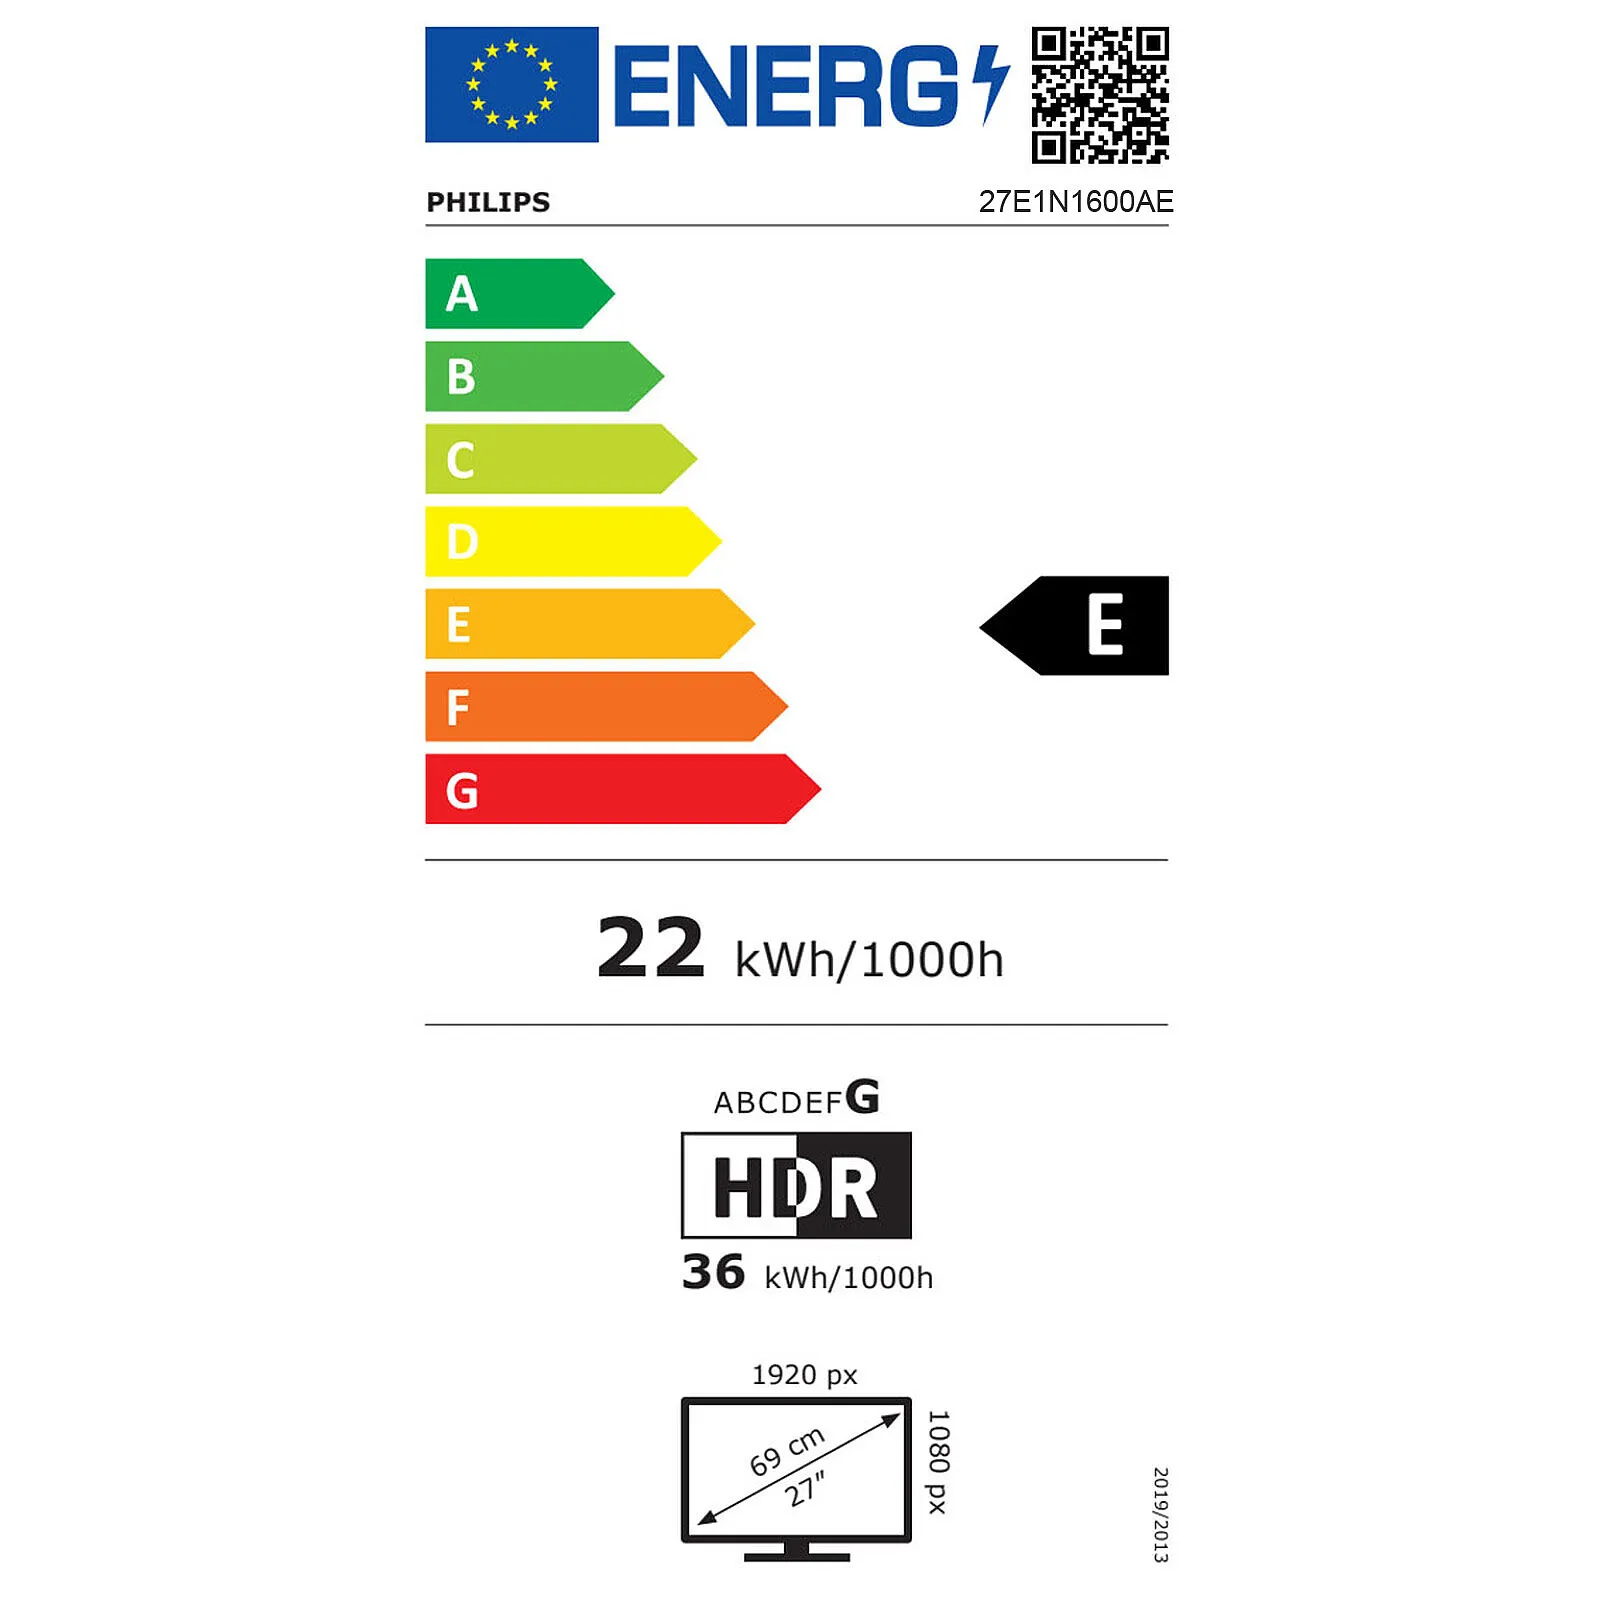 ENERG
PHILIPS 27E1N1600AE
A
B
C
D
E
E
F
G
22 kWh/1000h
ABCDEFG
HDR
36 kWh/1000h
1920 px
1080 px
69 cm
27"
2019/2013